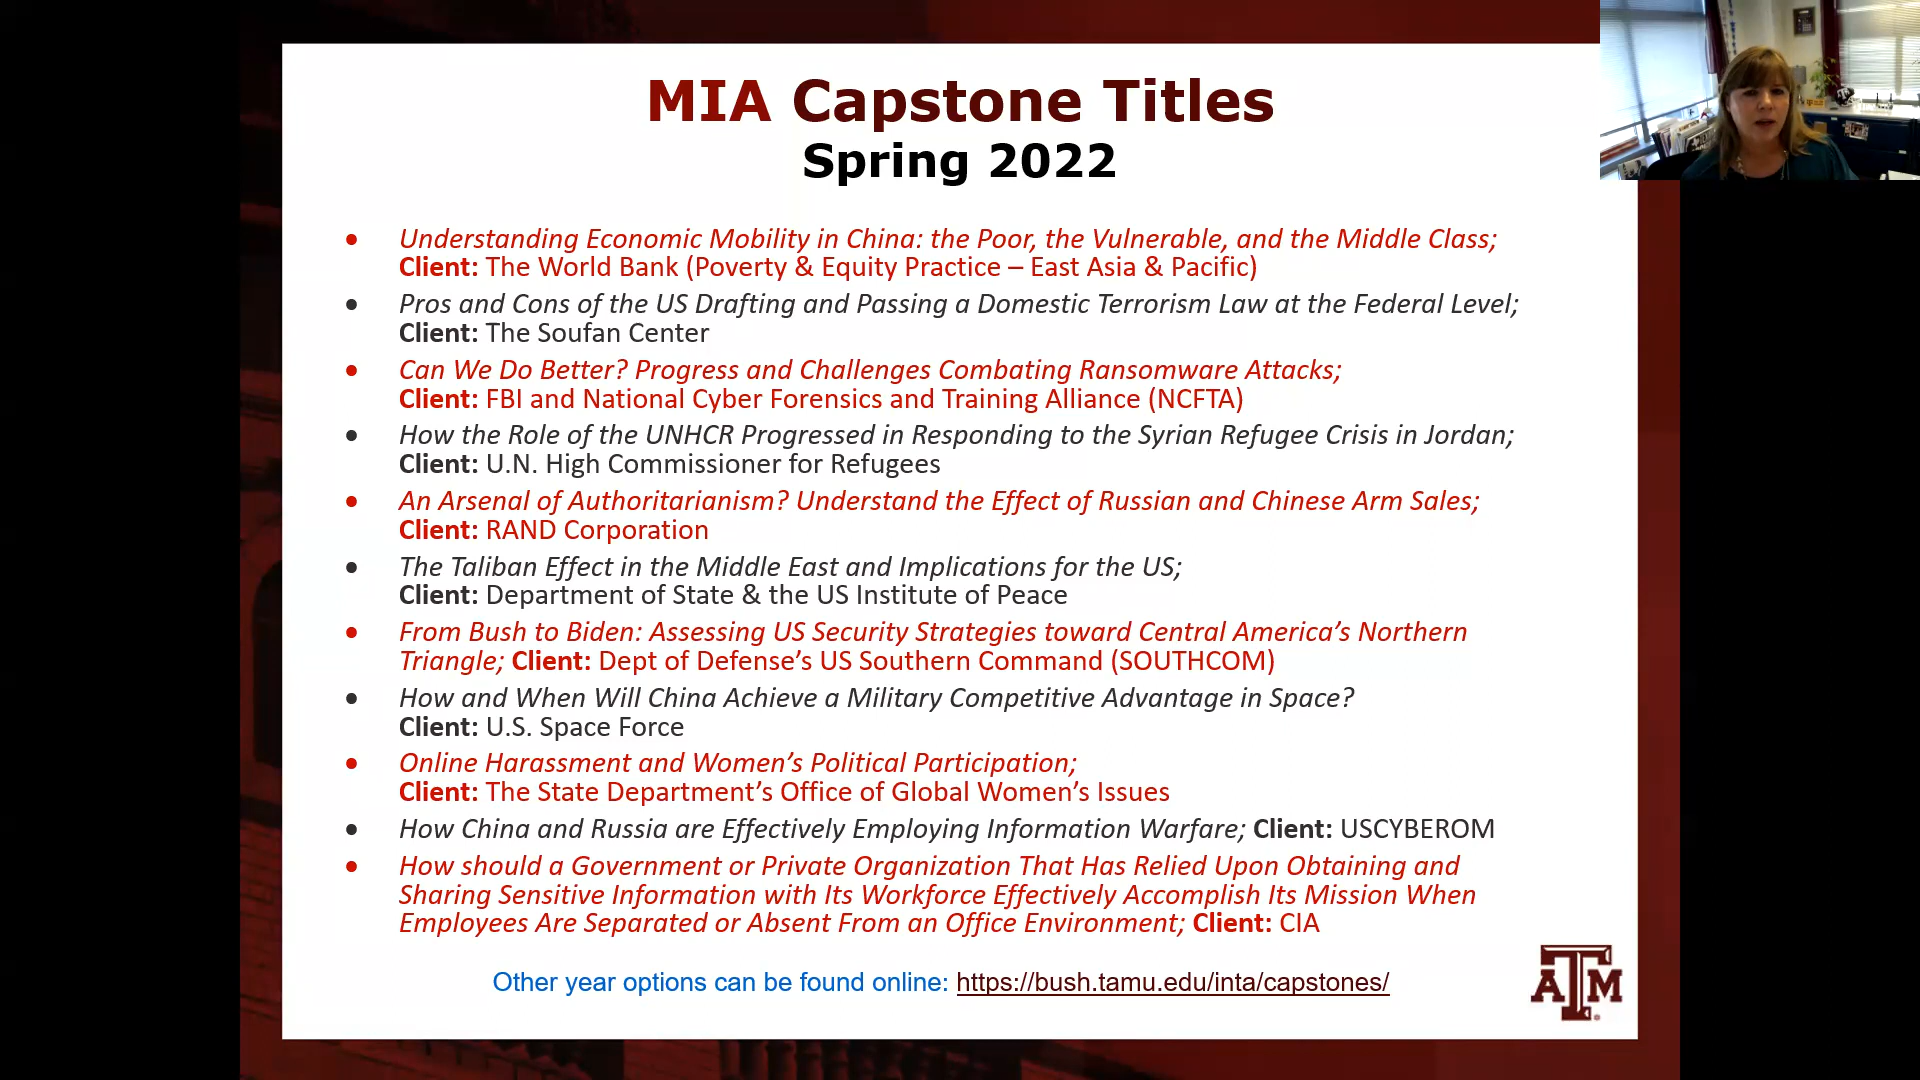 MIA Capstone Titles
Spring 2022
• Understanding Economic Mobility in China: the Poor, the Vulnerable, and the Middle Class;
Client: The World Bank (Poverty & Equity Practice – East Asia & Pacific)
• Pros and Cons of the US Drafting and Passing a Domestic Terrorism Law at the Federal Level;
Client: The Soufan Center
• Can We Do Better? Progress and Challenges Combating Ransomware Attacks;
Client: FBI and National Cyber Forensics and Training Alliance (NCFTA)
• How the Role of the UNHCR Progressed in Responding to the Syrian Refugee Crisis in Jordan;
Client: U.N. High Commissioner for Refugees
• An Arsenal of Authoritarianism? Understand the Effect of Russian and Chinese Arm Sales;
Client: RAND Corporation
• The Taliban Effect in the Middle East and Implications for the US;
Client: Department of State & the US Institute of Peace
• From Bush to Biden: Assessing US Security Strategies toward Central America’s Northern
Triangle; Client: Dept of Defense’s US Southern Command (SOUTHCOM)
• How and When Will China Achieve a Military Competitive Advantage in Space?
Client: U.S. Space Force
• Online Harassment and Women’s Political Participation;
Client: The State Department’s Office of Global Women’s Issues
• How China and Russia are Effectively Employing Information Warfare; Client: USCYBEROM
• How should a Government or Private Organization That Has Relied Upon Obtaining and
Sharing Sensitive Information with Its Workforce Effectively Accomplish Its Mission When
Employees Are Separated or Absent From an Office Environment; Client: CIA
Other year options can be found online: https://bush.tamu.edu/inta/capstones/
ATM